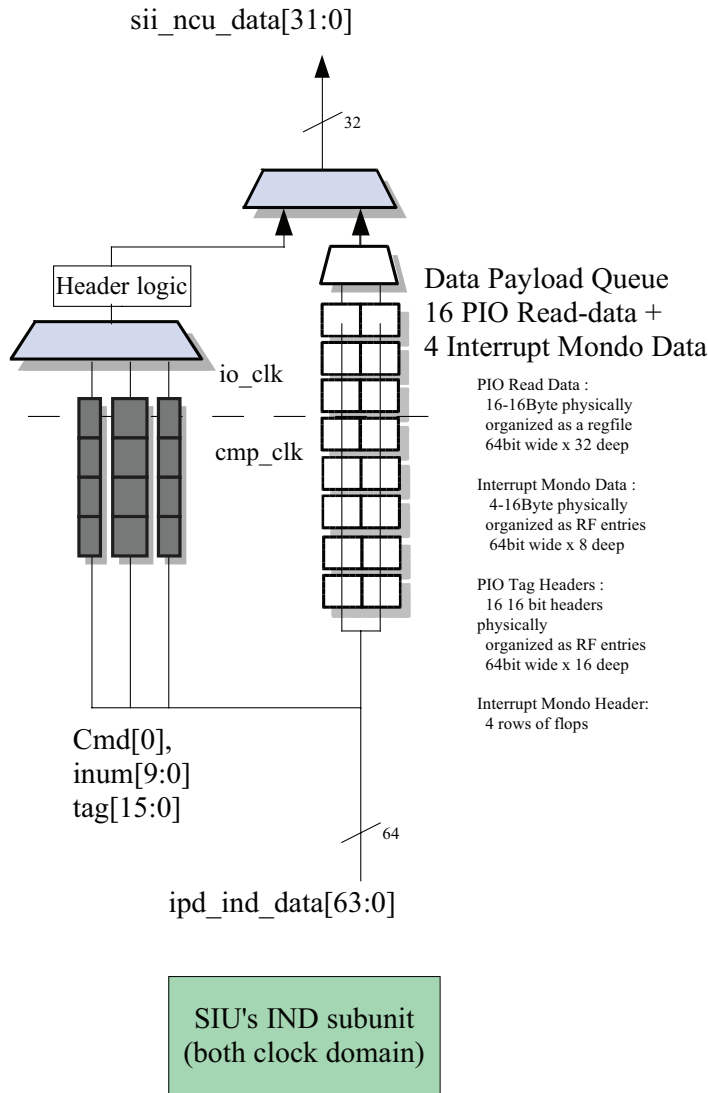 sii_ncu_data[31:0]
32
Header logic
Data Payload Queue
16 PIO Read-data +
4 Interrupt Mondo Data
io_clk
cmp_clk
PIO Read Data :
16-16Byte physically
organized as a regfile
64bit wide x 32 deep
Interrupt Mondo Data :
4-16Byte physically
organized as RF entries
64bit wide x 8 deep
PIO Tag Headers :
16 16 bit headers
physically
organized as RF entries
64bit wide x 16 deep
Interrupt Mondo Header:
4 rows of flops
Cmd[0],
inum[9:0]
tag[15:0]
64
ipd_ind_data[63:0]
SIU's IND subunit
(both clock domain)